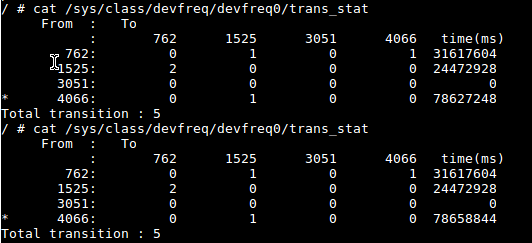 / # cat /sys/class/devfreq/devfreq0/trans_stat
     From  :   To
           :       762      1525      3051      4066   time(ms)
       762:         0         1         0         1  31617604
      1525:         2         0         0         0  24472928
      3051:         0         0         0         0         0
*     4066:         0         1         0         0  78627248
Total transition : 5
/ # cat /sys/class/devfreq/devfreq0/trans_stat
     From  :   To
           :       762      1525      3051      4066   time(ms)
       762:         0         1         0         1  31617604
      1525:         2         0         0         0  24472928
      3051:         0         0         0         0         0
*     4066:         0         1         0         0  78658844
Total transition : 5